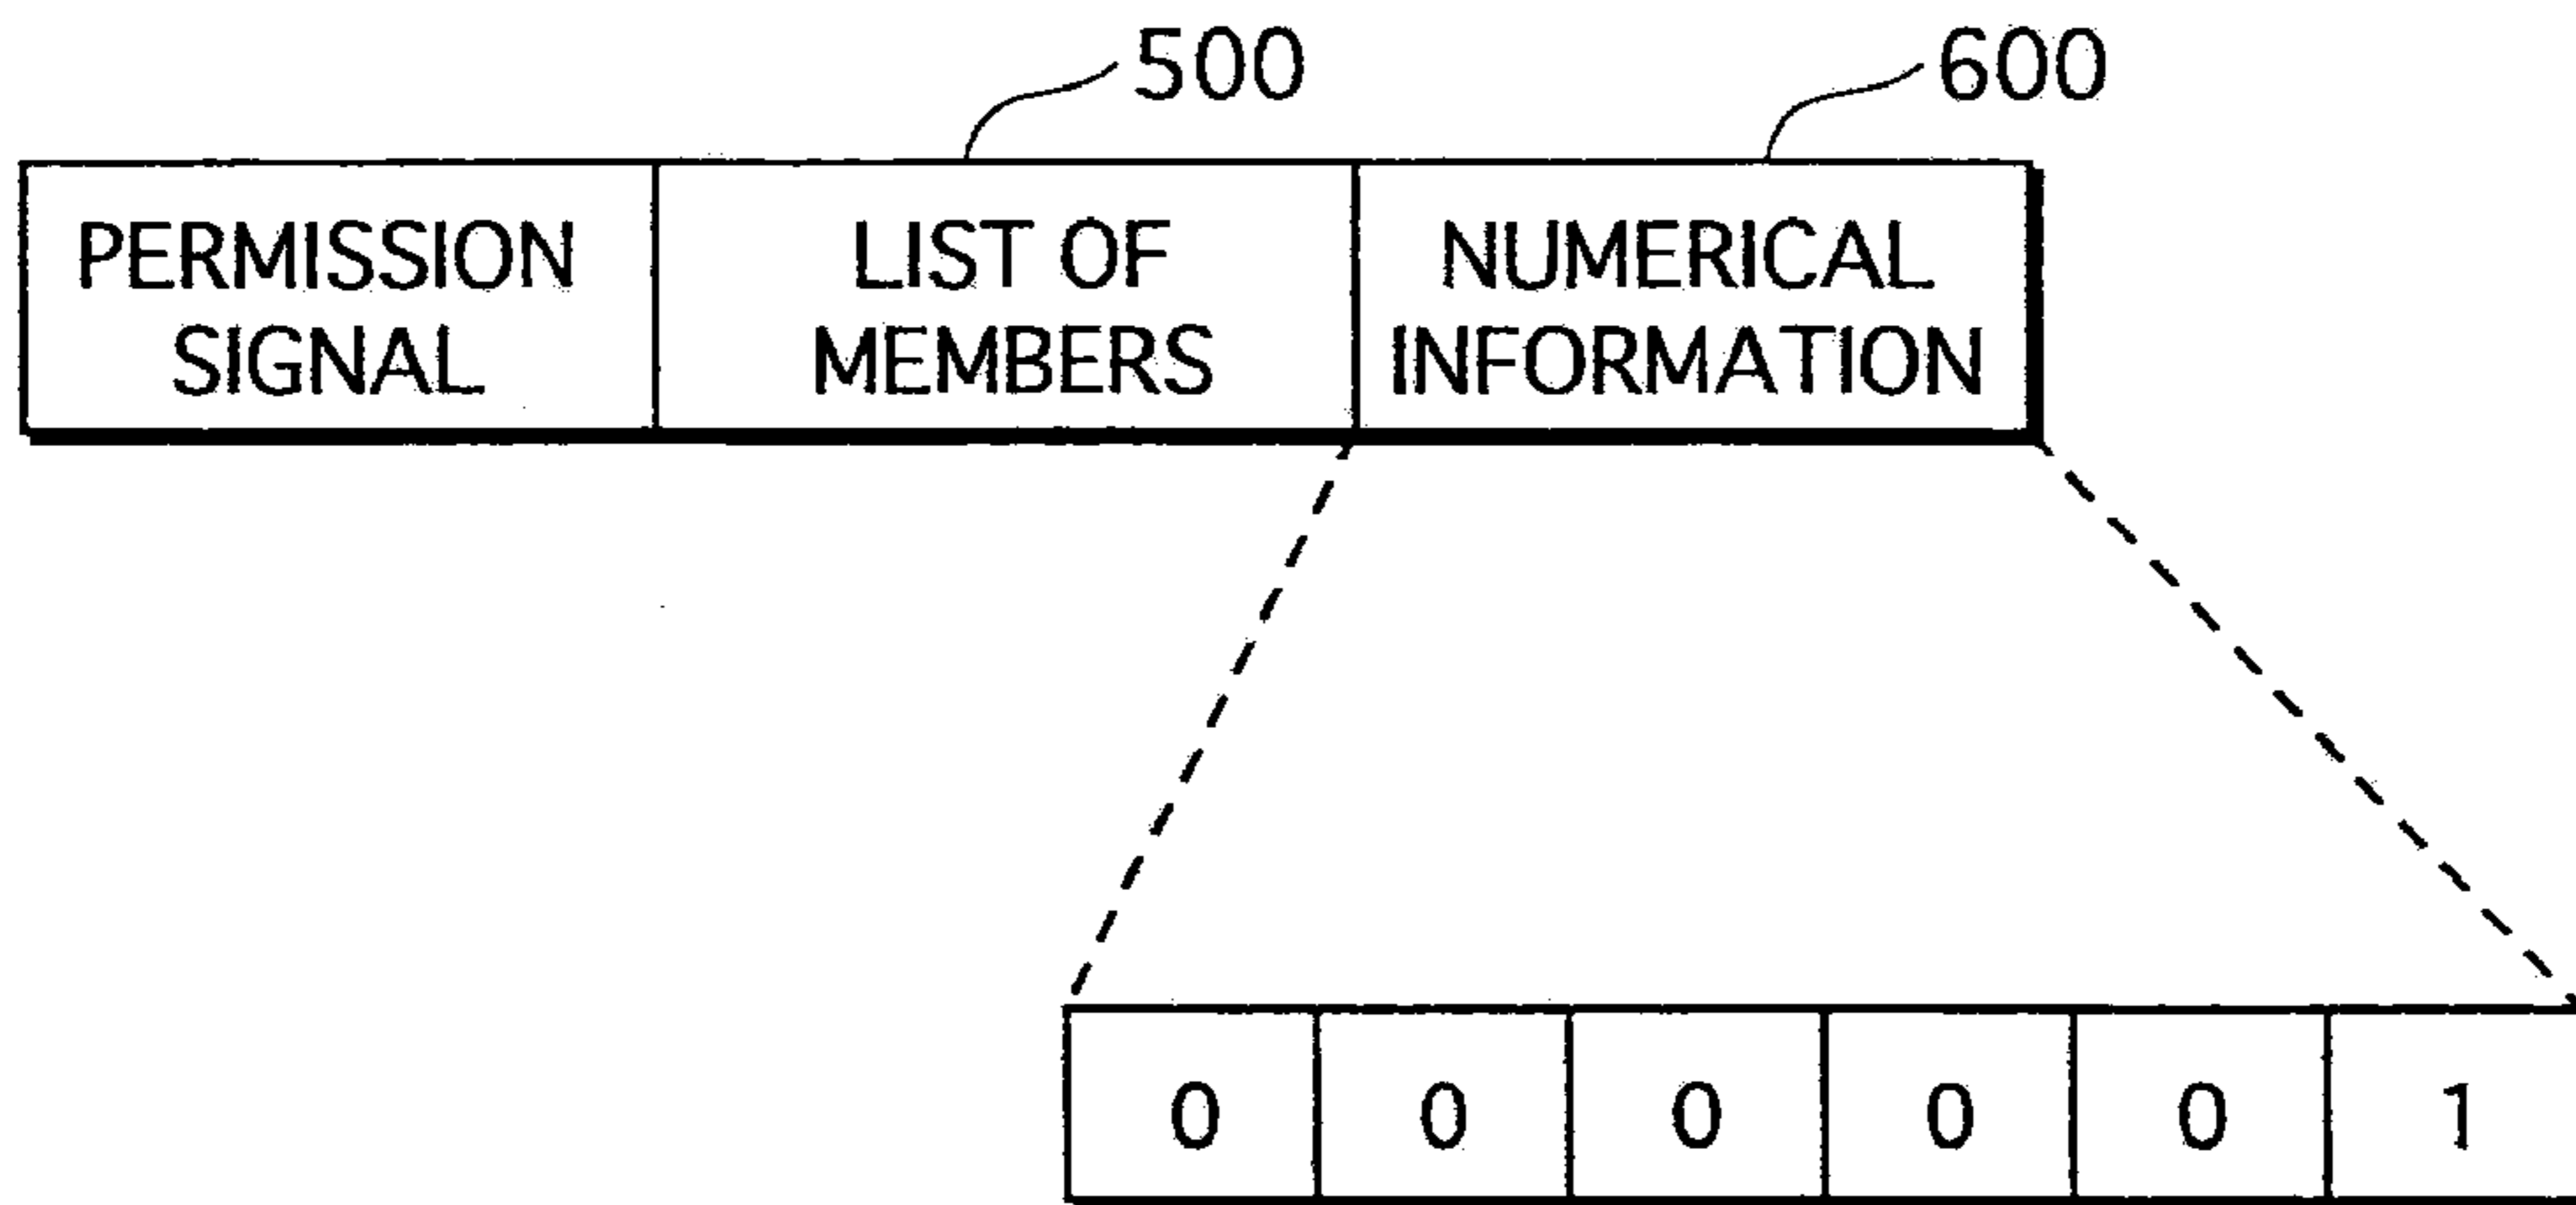 500 600
PERMISSION LIST OF NUMERICAL
SIGNAL MEMBERS INFORMATION
0 0 0 0 0 1